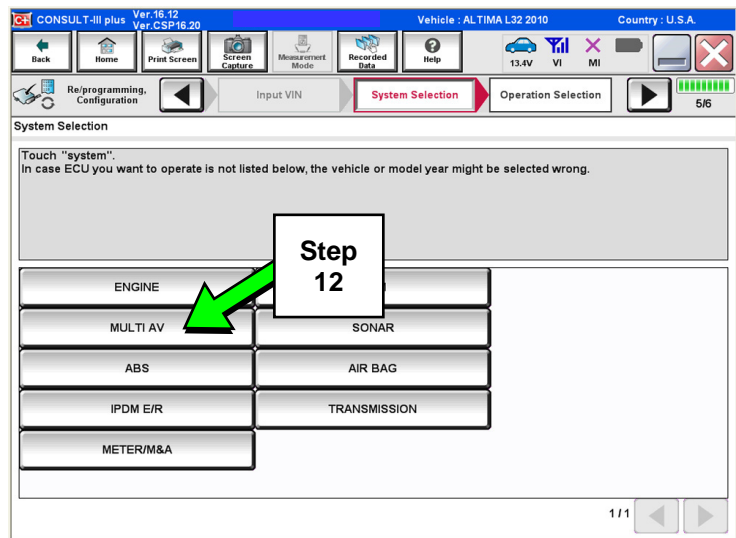 CONSULT-III plus Ver.16.12
Ver.CSP16.20
Vehicle : ALTIMA L32 2010
Country : U.S.A.
Back
Home
Print Screen
Screen
Capture
Measurement
Mode
Recorded
Data
Help
13.4V
VI
MI
Re/programming,
Configuration
Input VIN
System Selection
Operation Selection
5/6
System Selection
Touch "system".
In case ECU you want to operate is not listed below, the vehicle or model year might be selected wrong.
Step
12
ENGINE
MULTI AV
SONAR
ABS
AIR BAG
IPDM E/R
TRANSMISSION
METER/M&A
1/1